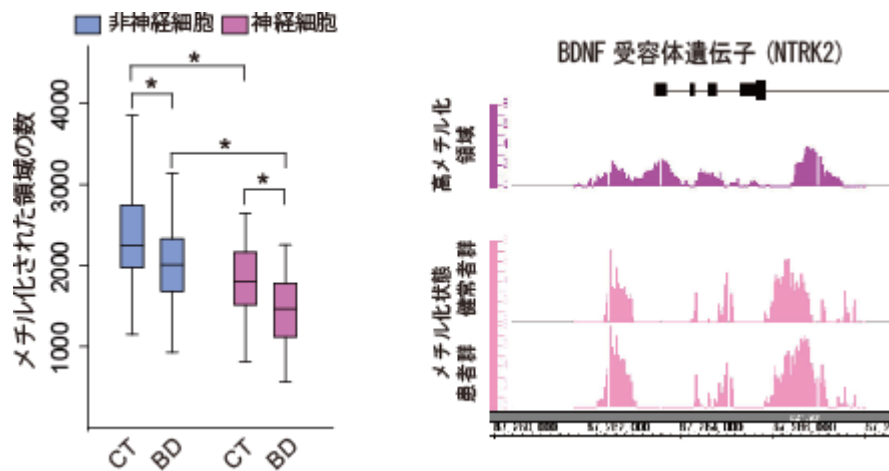 非神経細胞 神経細胞
メチル化された領域の数
4000
3000
2000
1000
*
*
*
*
CT BD CT BD
BDNF 受容体遺伝子 (NTRK2)
高メチル化
領域
メチル化状態
健常者群
患者群